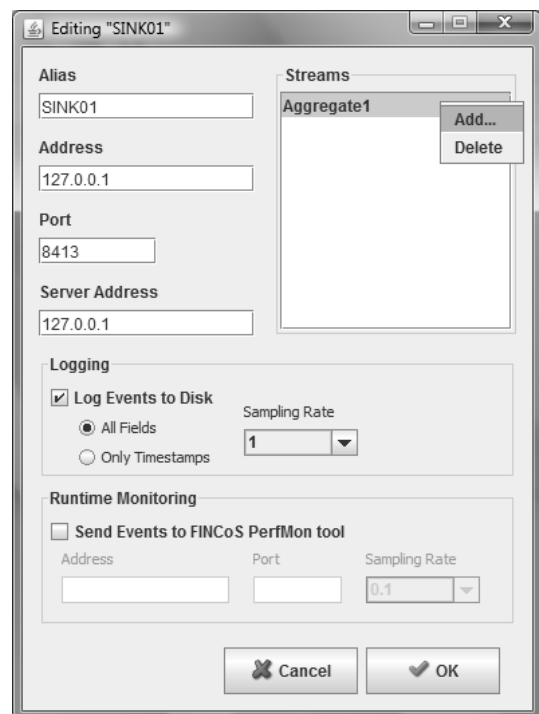 Editing "SINK01"
Alias
SINK01
Address
127.0.0.1
Port
8413
Server Address
127.0.0.1
Streams
Aggregate1
Add...
Delete
Logging
Log Events to Disk
All Fields
Only Timestamps
Sampling Rate
1
Runtime Monitoring
Send Events to FINCoS PerfMon tool
Address
Port
Sampling Rate
0.1
Cancel
OK